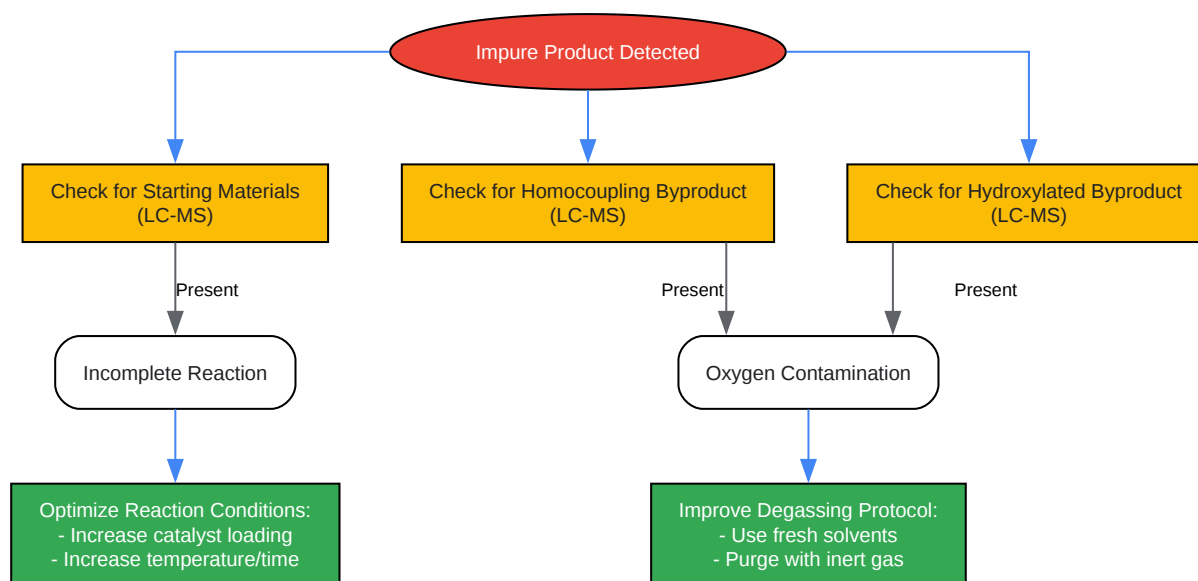 Impure Product Detected
Check for Starting Materials
(LC-MS)
Check for Homocoupling Byproduct
(LC-MS)
Check for Hydroxylated Byproduct
(LC-MS)
Present
Present
Present
Incomplete Reaction
Oxygen Contamination
Optimize Reaction Conditions:
- Increase catalyst loading
- Increase temperature/time
Improve Degassing Protocol:
- Use fresh solvents
- Purge with inert gas